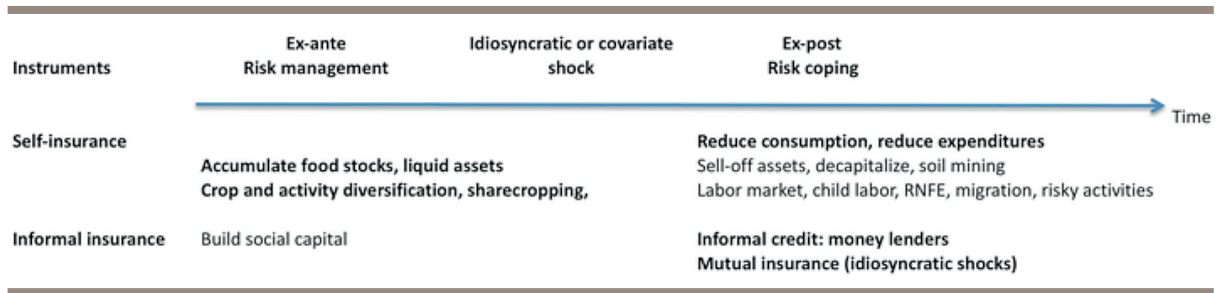 Ex-ante Idiosyncratic or covariate Ex-post
Instruments Risk management shock Risk coping
Time
Self-insurance Reduce consumption, reduce expenditures
Accumulate food stocks, liquid assets Sell-off assets, decapitalize, soil mining
Crop and activity diversification, sharecropping, Labor market, child labor, RNFE, migration, risky activities
Informal insurance Build social capital Informal credit: money lenders
Mutual insurance (idiosyncratic shocks)